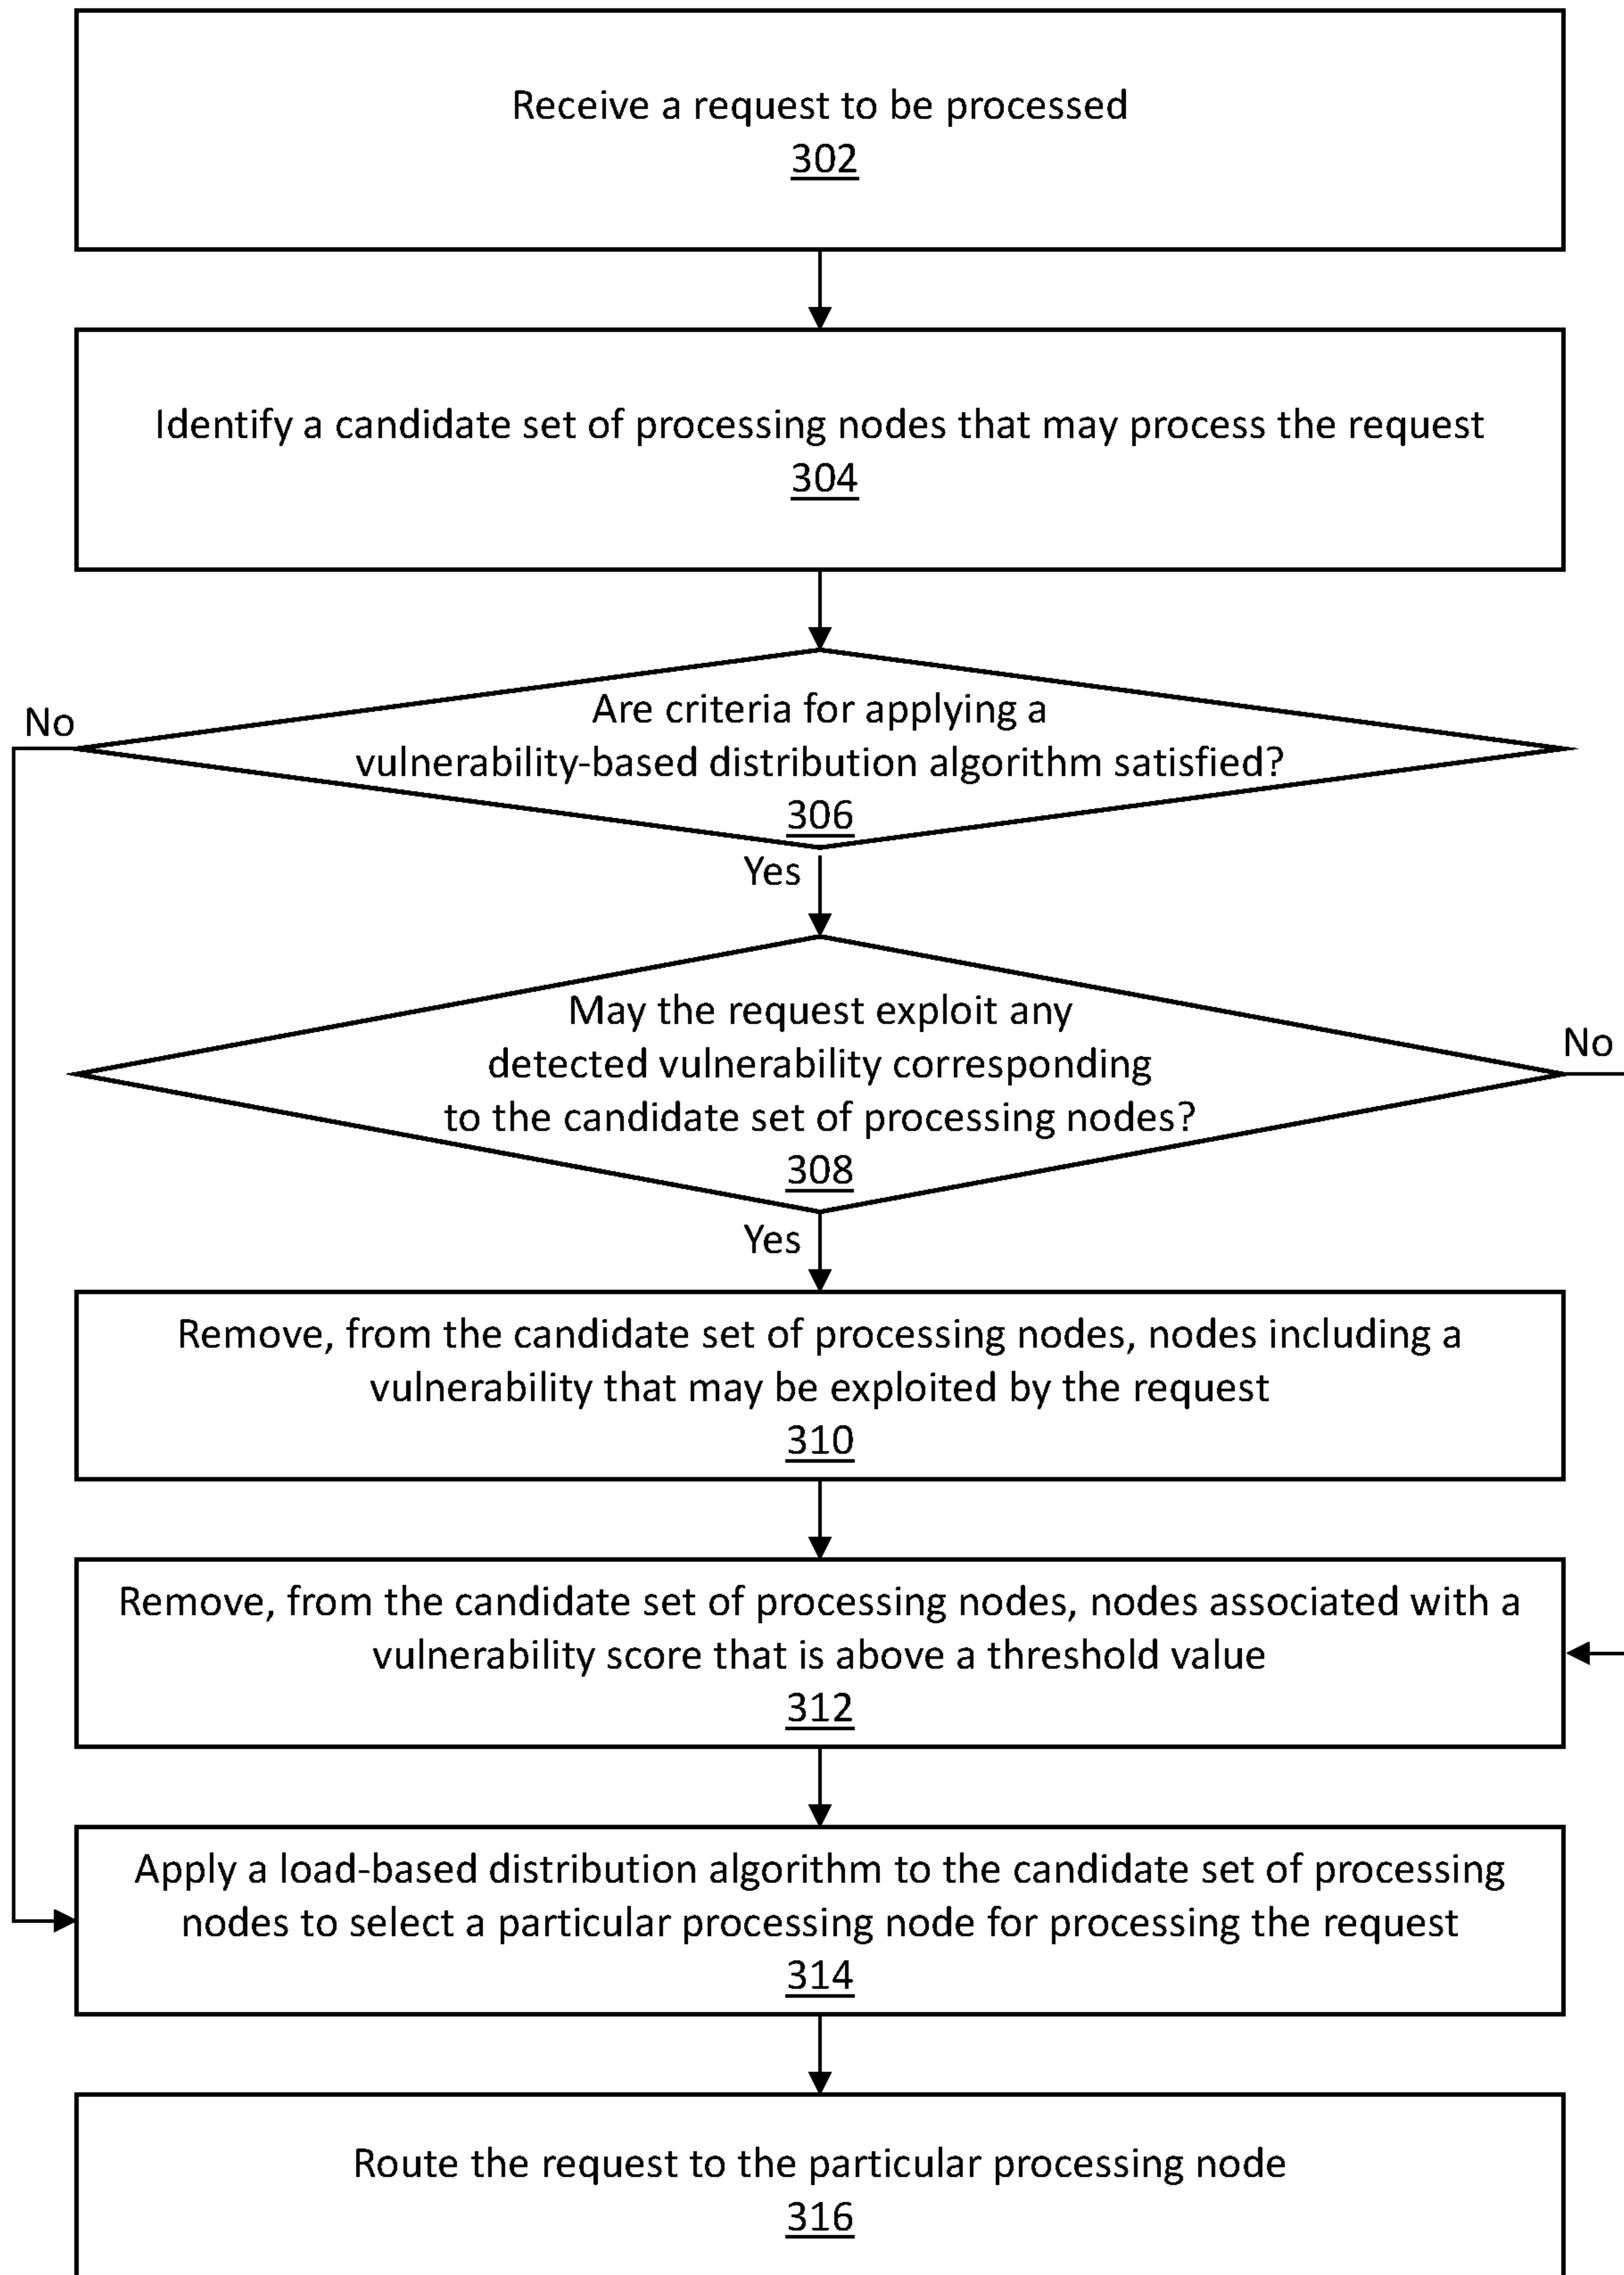 Receive a request to be processed
302
Identify a candidate set of processing nodes that may process the request
304
No
Are criteria for applying a
vulnerability-based distribution algorithm satisfied?
306
Yes
May the request exploit any
detected vulnerability corresponding
to the candidate set of processing nodes?
308
No
Yes
Remove, from the candidate set of processing nodes, nodes including a
vulnerability that may be exploited by the request
310
Remove, from the candidate set of processing nodes, nodes associated with a
vulnerability score that is above a threshold value
312
Apply a load-based distribution algorithm to the candidate set of processing
nodes to select a particular processing node for processing the request
314
Route the request to the particular processing node
316